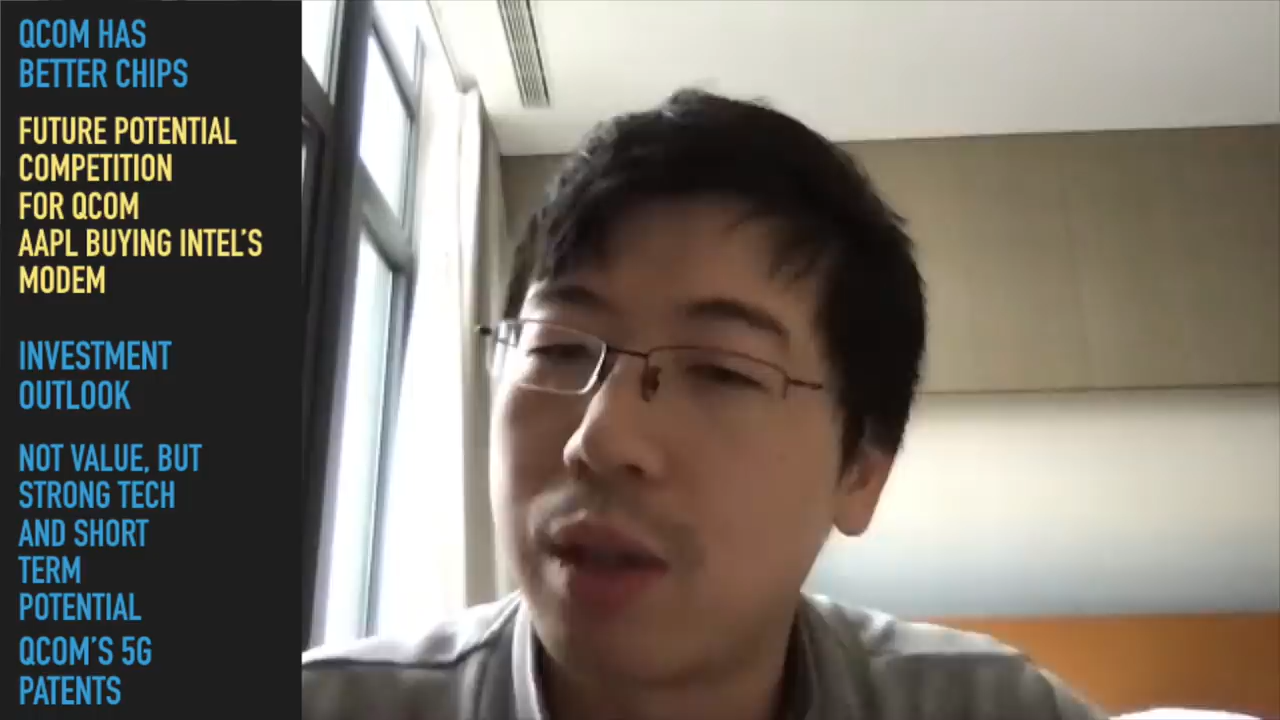 QCOM HAS
BETTER CHIPS
FUTURE POTENTIAL
COMPETITION
FOR QCOM
AAPL BUYING INTEL'S
MODEM
INVESTMENT
OUTLOOK
NOT VALUE, BUT
STRONG TECH
AND SHORT
TERM
POTENTIAL
QCOM'S 5G
PATENTS